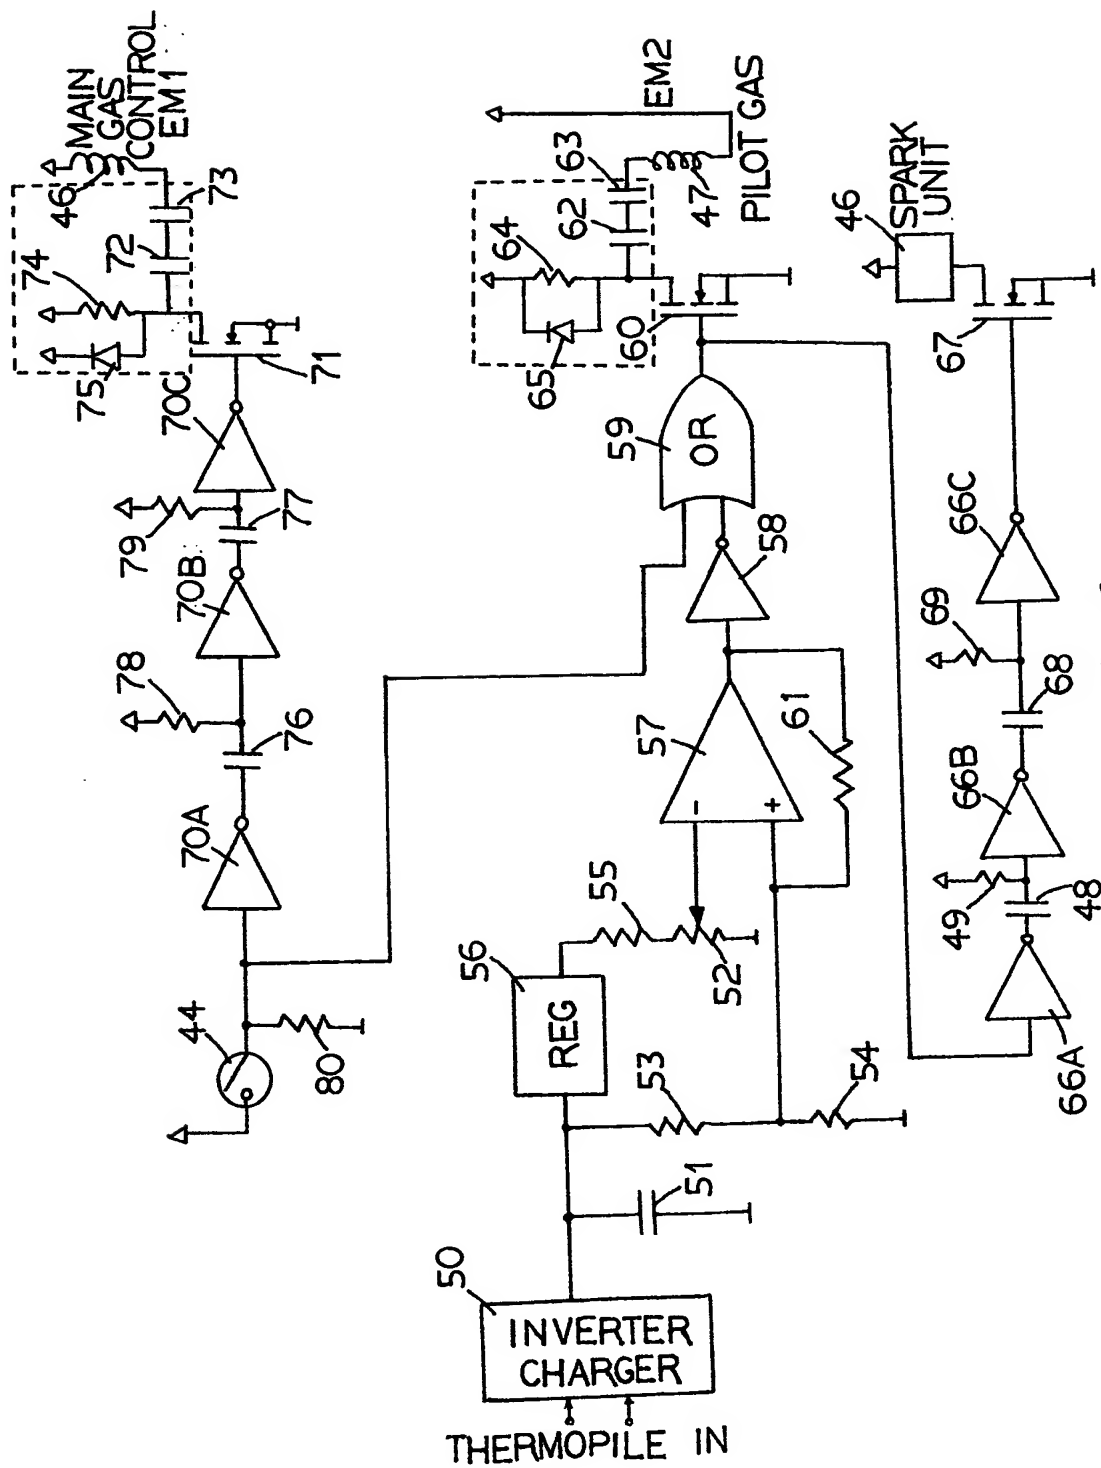 MAIN
GAS
CONTROL
EM1
46
73
72
74
75
71
70C
79
77
70B
78
76
70A
44
80
EM2
PILOT GAS
63
47
62
64
65
60
59
OR
58
57
-
+
61
55
52
56
REG
53
54
51
50
INVERTER
CHARGER
THERMOPILE IN
46
SPARK
UNIT
67
66C
69
68
66B
49
48
66A